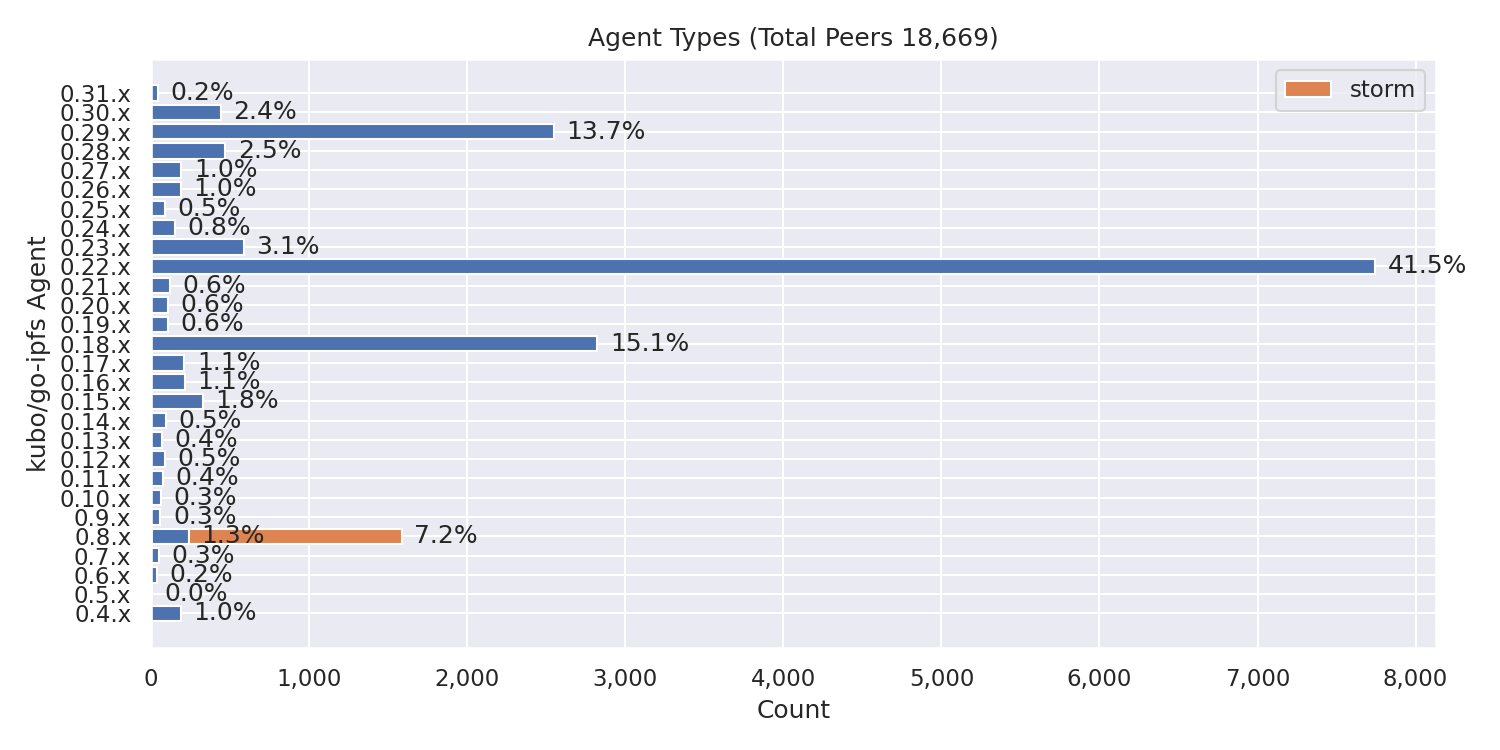 Agent Types (Total Peers 18,669)
storm
kubo/go-ipfs Agent
0.31.x 0.2%
0.30.x 2.4%
0.29.x 13.7%
0.28.x 2.5%
0.27.x 1.0%
0.26.x 1.0%
0.25.x 0.5%
0.24.x 0.8%
0.23.x 3.1%
0.22.x 41.5%
0.21.x 0.6%
0.20.x 0.6%
0.19.x 0.6%
0.18.x 15.1%
0.17.x 1.1%
0.16.x 1.1%
0.15.x 1.8%
0.14.x 0.5%
0.13.x 0.4%
0.12.x 0.5%
0.11.x 0.4%
0.10.x 0.3%
0.9.x 0.3%
0.8.x 1.3% 7.2%
0.7.x 0.3%
0.6.x 0.2%
0.5.x 0.0%
0.4.x 1.0%
0 1,000 2,000 3,000 4,000 5,000 6,000 7,000 8,000
Count